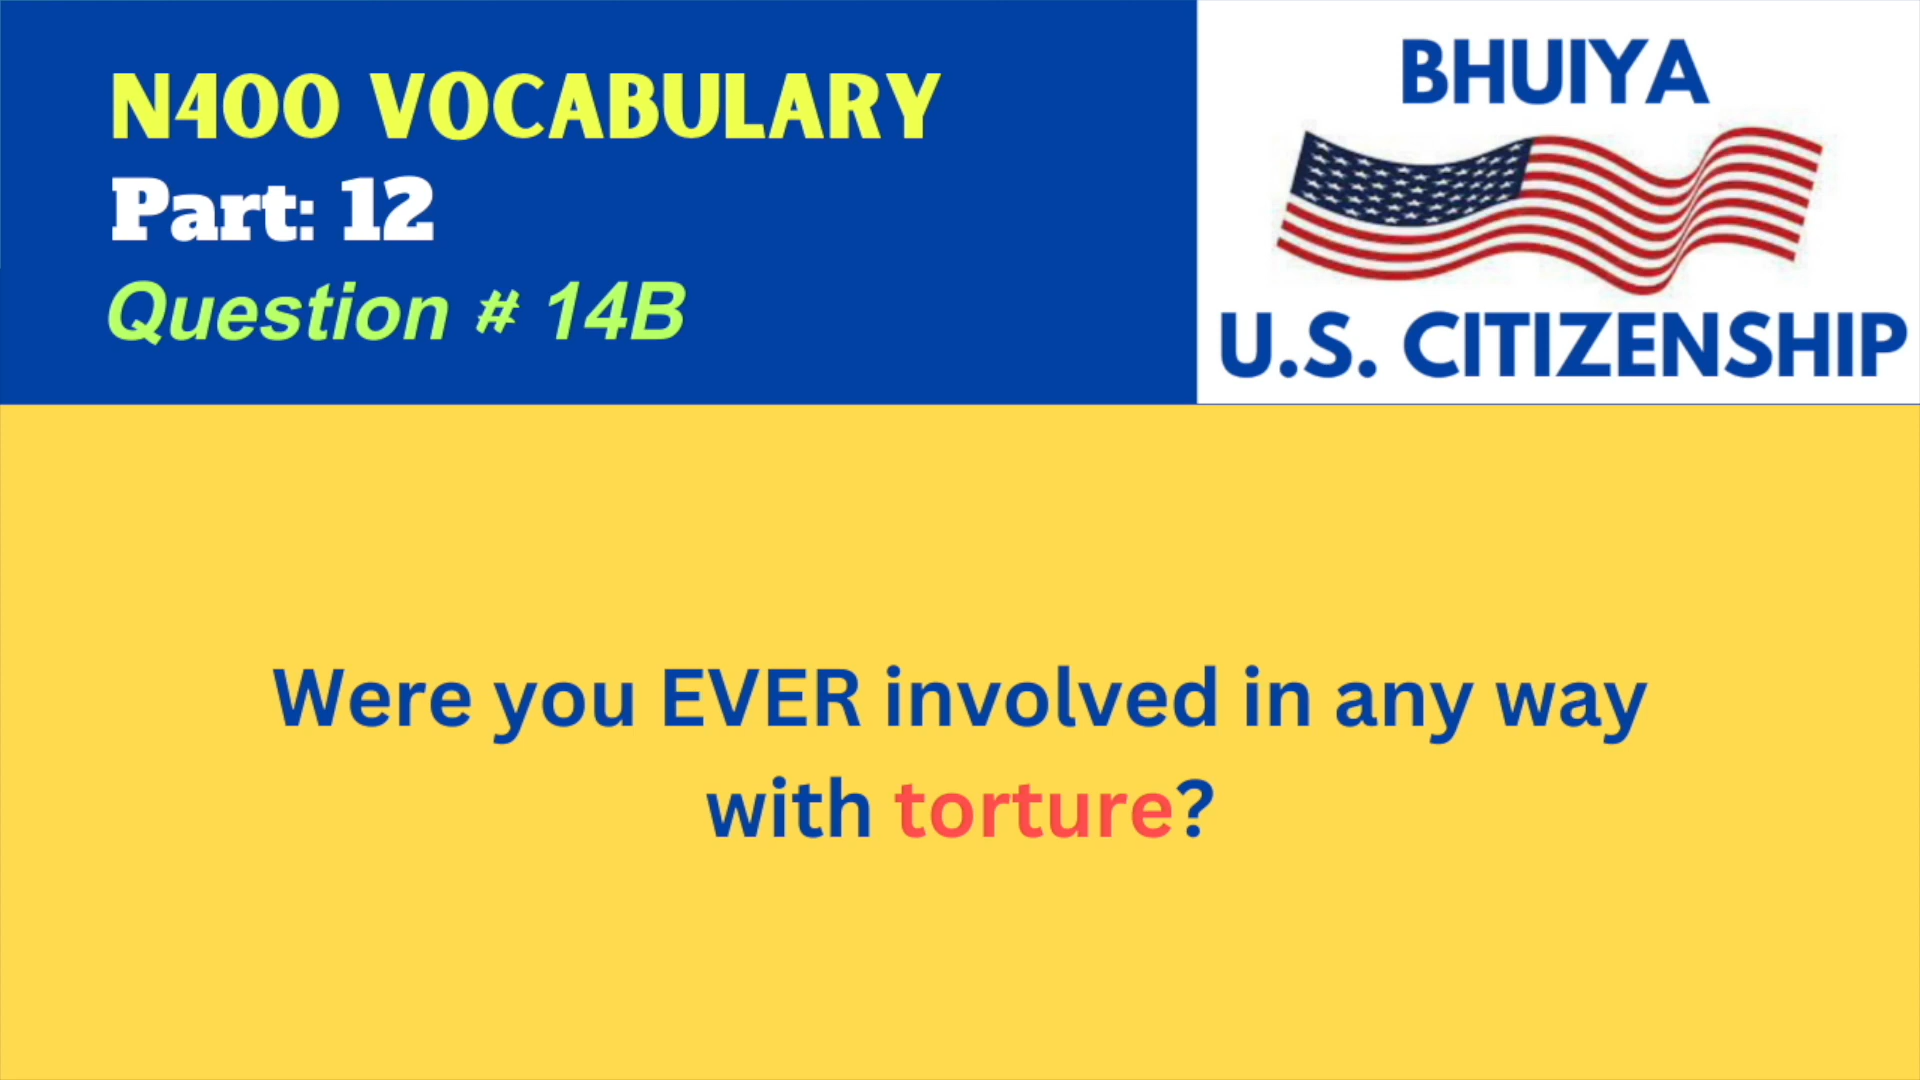 N400 VOCABULARY
Part: 12
Question # 14B
BHUIYA
U.S. CITIZENSHIP
Were you EVER involved in any way
with torture?